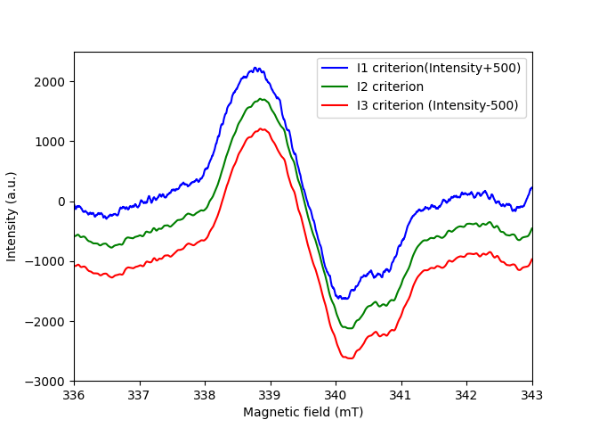 I1 criterion(Intensity+500)
I2 criterion
I3 criterion (Intensity-500)
2000
1000
0
−1000
−2000
−3000
Intensity (a.u.)
336 337 338 339 340 341 342 343
Magnetic field (mT)